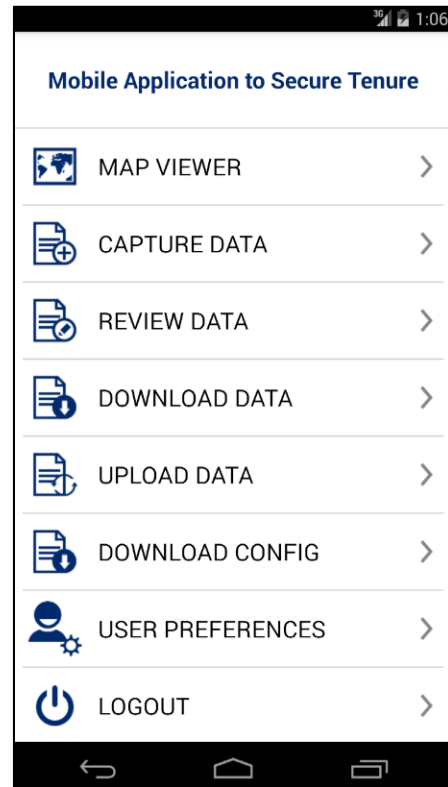 3G 1:06
Mobile Application to Secure Tenure
MAP VIEWER
CAPTURE DATA
REVIEW DATA
DOWNLOAD DATA
UPLOAD DATA
DOWNLOAD CONFIG
USER PREFERENCES
LOGOUT